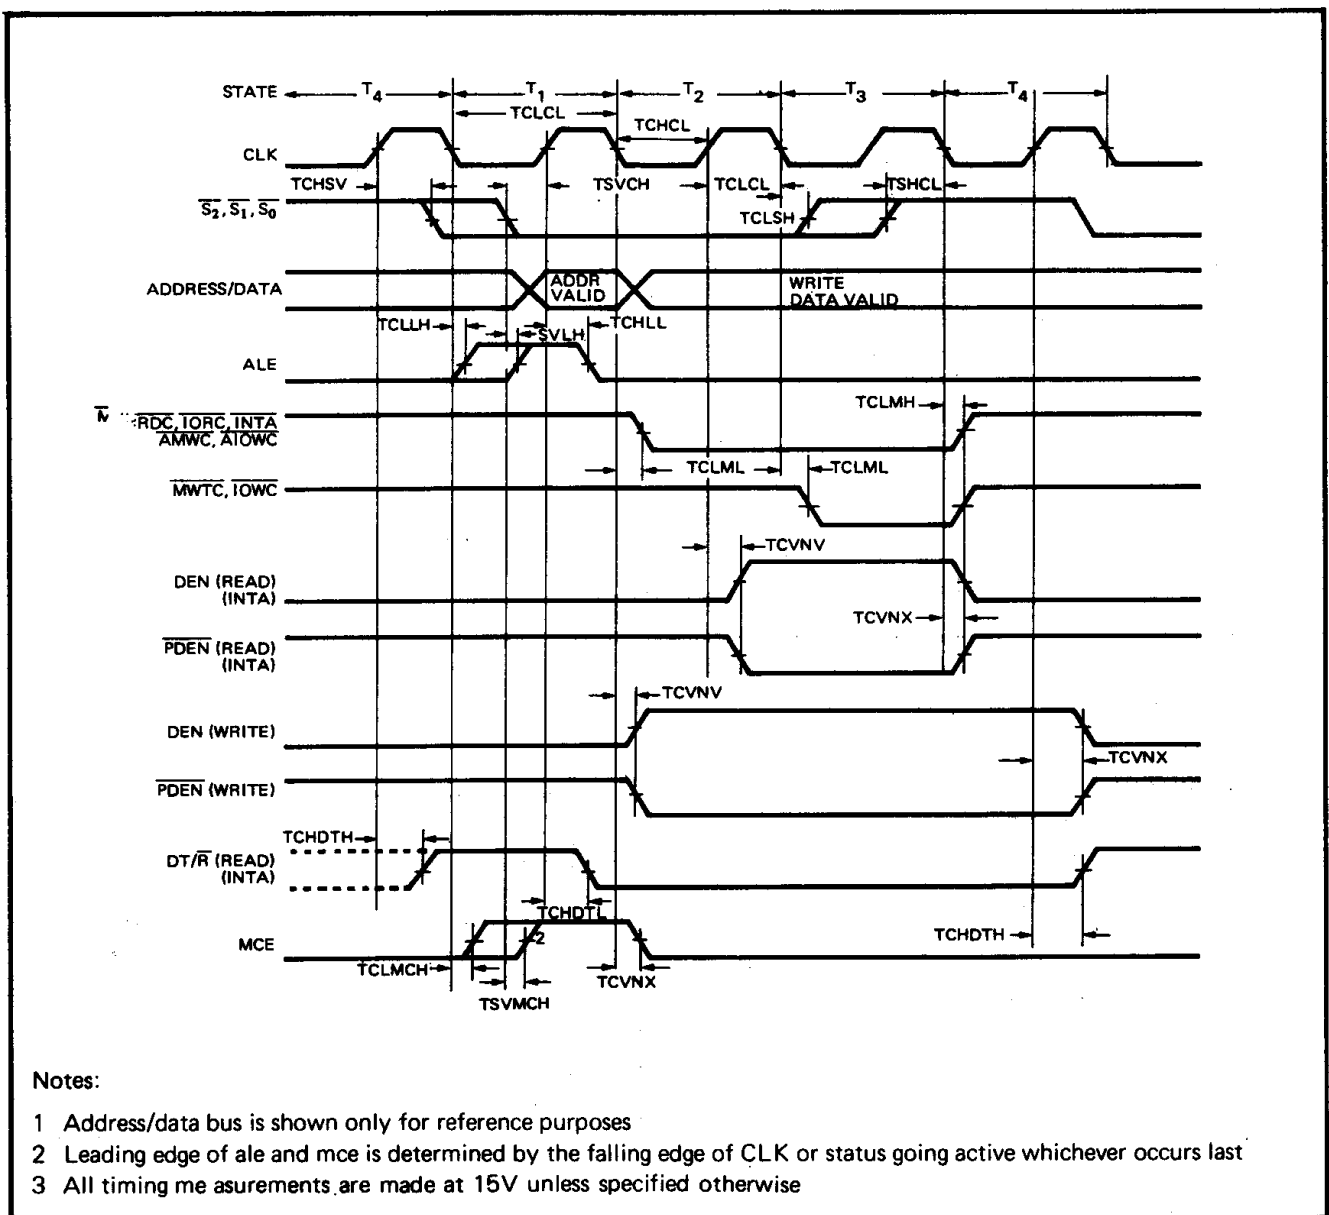 STATE T4 T1 T2 T3 T4
TCLCL
TCHCL
CLK
TCHSV TSVCH TCLCL TSHCL
S2, S1, S0
TCLSH
ADDRESS/DATA
ADDR
VALID
WRITE
DATA VALID
TCLLH SVLH TCHLL
ALE
TCLMH
RDC, IORC, INTA
AMWC, AIOWC
TCLML TCLML
MWTC, IOWC
TCVNV
DEN (READ)
(INTA)
TCVNX
PDEN (READ)
(INTA)
TCVNV
DEN (WRITE)
TCVNX
PDEN (WRITE)
TCHDTH
DT/R (READ)
(INTA)
TCHDTL
TCHDTH
MCE
2
TCLMCH TCVNX
TSVMCH
Notes:
1 Address/data bus is shown only for reference purposes
2 Leading edge of ale and mce is determined by the falling edge of CLK or status going active whichever occurs last
3 All timing me asurements are made at 15V unless specified otherwise